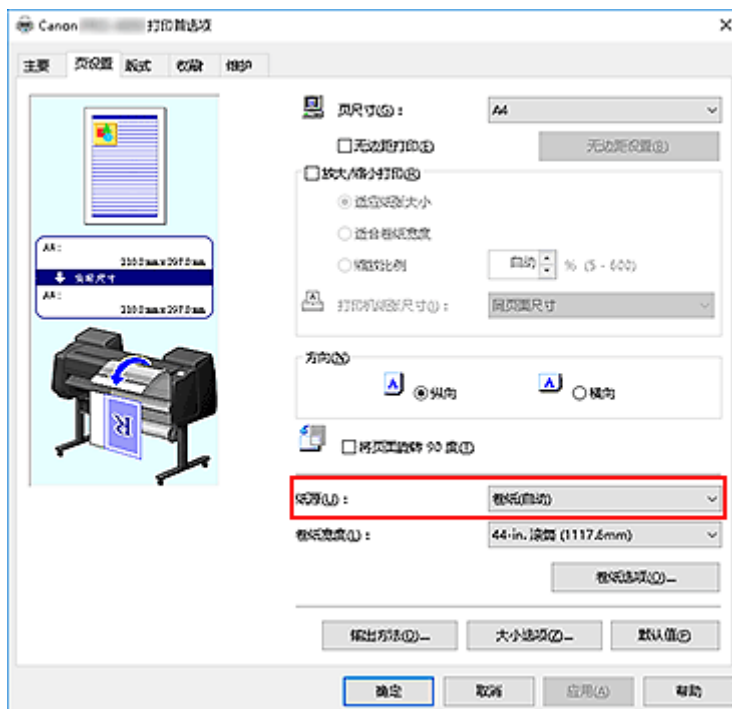 Canon 打印首选项
主要 页设置 版式 收藏 维护
页尺寸(G)： A4
无边距打印(E) 无边距设置(B)
放大/缩小打印(R)
适应纸张大小
适合卷纸宽度
缩放比例 自动 % (5 - 600)
打印机纸张尺寸(I)： 同页面尺寸
A4:
210.0mm x 297.0mm
实际尺寸
A4:
210.0mm x 297.0mm
方向(N)
A 纵向 A 横向
R
将页面旋转 90 度(T)
纸源(U)： 卷纸(自动)
卷纸宽度(L)： 44-in. 滚筒 (1117.6mm)
卷纸选项(O)...
输出方法(D)... 大小选项(Z)... 默认值(F)
确定 取消 应用(A) 帮助